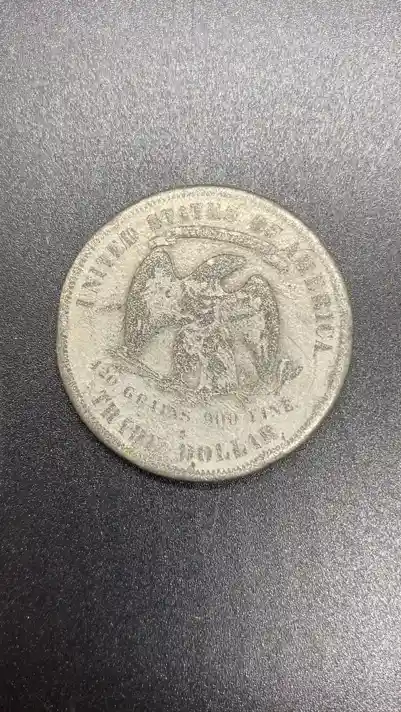 UNITED STATES OF AMERICA
420 GRAINS. 900 FINE.
TRADE DOLLAR.